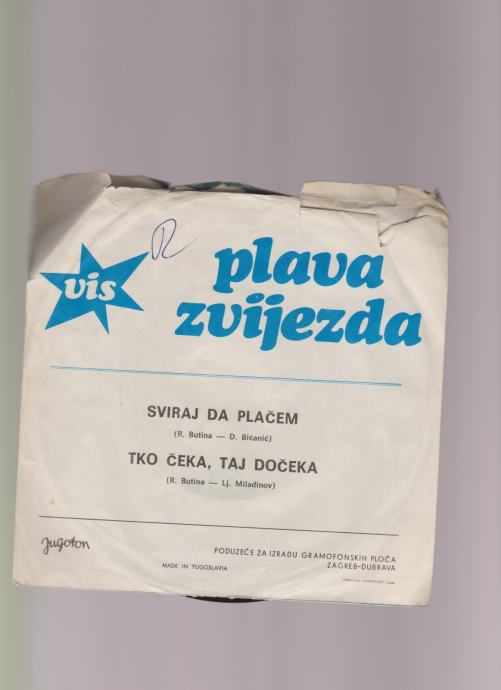 vis
R
plava
zvijezda
SVIRAJ DA PLAČEM
(R. Butina — D. Bićanić)
TKO ČEKA, TAJ DOČEKA
(R. Butina — Lj. Miladinov)
jugoton
PODUZEĆE ZA IZRADU GRAMOFONSKIH PLOČA
ZAGREB-DUBRAVA
MADE IN YUGOSLAVIA